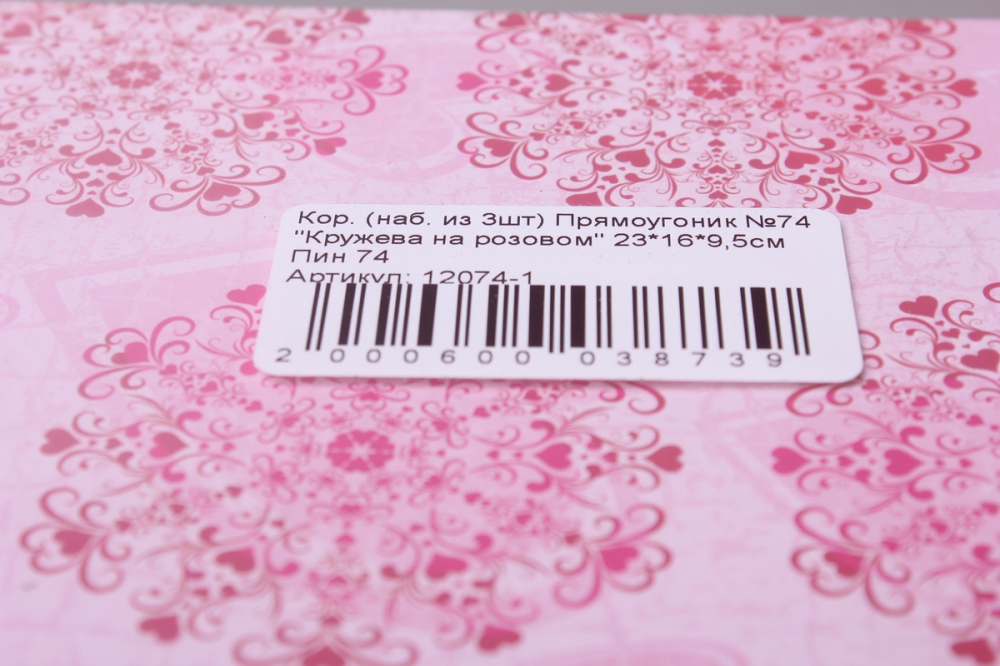 Кор. (наб. из 3шт) Прямоугоник №74
"Кружева на розовом" 23*16*9,5см
Пин 74
Артикул: 12074-1
2 000600 038739